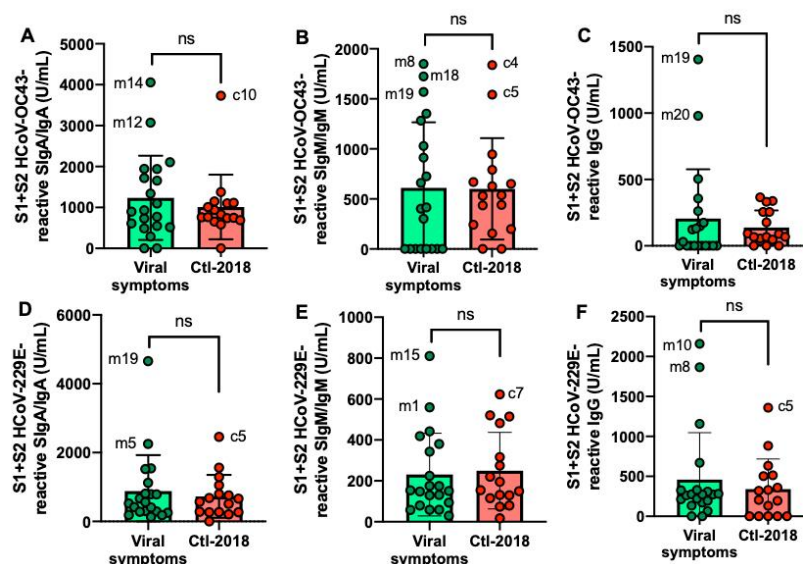 A
S1+S2 HCoV-OC43-
reactive SIgA/IgA (U/mL)
5000
4000
3000
2000
1000
0
ns
m14
m12
c10
Viral
symptoms
Ctl-2018
B
S1+S2 HCoV-OC43-
reactive SIgM/IgM (U/mL)
2000
1500
1000
500
0
ns
m8
m18
m19
c4
c5
Viral
symptoms
Ctl-2018
C
S1+S2 HCoV-OC43-
reactive IgG (U/mL)
1500
1000
500
0
ns
m19
m20
Viral
symptoms
Ctl-2018
D
S1+S2 HCoV-229E-
reactive SIgA/IgA (U/mL)
6000
4000
2000
0
ns
m19
m5
c5
Viral
symptoms
Ctl-2018
E
S1+S2 HCoV-229E-
reactive SIgM/IgM (U/mL)
1000
800
600
400
200
0
ns
m15
m1
c7
Viral
symptoms
Ctl-2018
F
S1+S2 HCoV-229E-
reactive IgG (U/mL)
2500
2000
1500
1000
500
0
ns
m10
m8
c5
Viral
symptoms
Ctl-2018